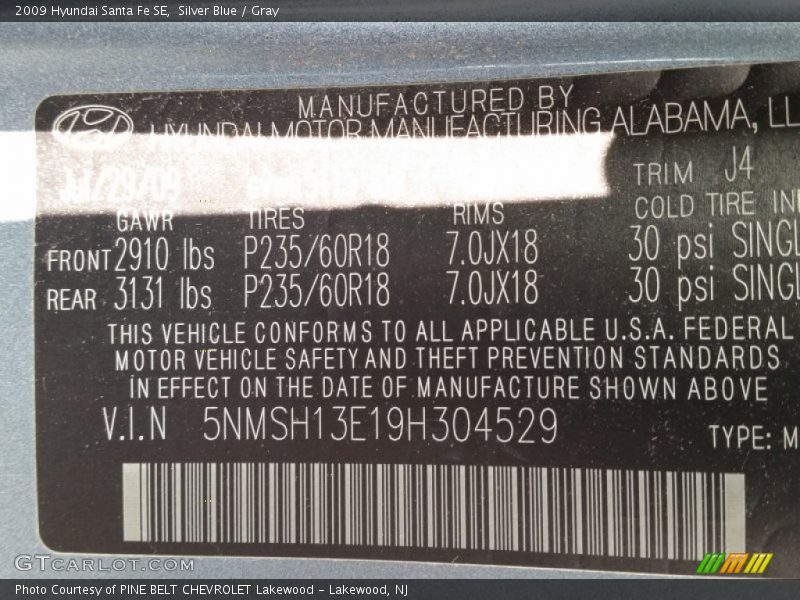 2009 Hyundai Santa Fe SE, Silver Blue / Gray
MANUFACTURED BY
HYUNDAI MOTOR MANUFACTURING ALABAMA, LL
Jul/29/09
TRIM J4
GAWR TIRES RIMS COLD TIRE IN
FRONT 2910 lbs P235/60R18 7.0JX18 30 psi SINGL
REAR 3131 lbs P235/60R18 7.0JX18 30 psi SINGL
THIS VEHICLE CONFORMS TO ALL APPLICABLE U.S.A. FEDERAL
MOTOR VEHICLE SAFETY AND THEFT PREVENTION STANDARDS
IN EFFECT ON THE DATE OF MANUFACTURE SHOWN ABOVE
V.I.N 5NMSH13E19H304529
TYPE: M
GTCARLOT.COM
Photo Courtesy of PINE BELT CHEVROLET Lakewood - Lakewood, NJ